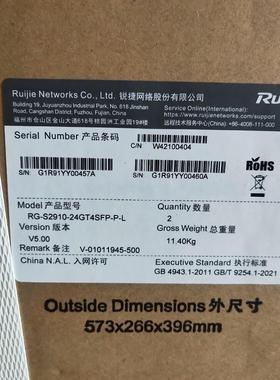 Ruijie Networks Co., Ltd. 锐捷网络股份有限公司
Building 19, Juyuanzhou Industrial Park, No. 618 Jinshan
Road, Cangshan District, Fuzhou
福州市仓山区金山大道618号桔园洲工业园19#楼
Service Online(International):
https://www.ruijienetworks.com
远程技术服务(China): +86-4008-111-000
Ru
Serial Number 产品条码
C/N W42100404
S/N: G1R91YY00457A
S/N: G1R91YY00460A
RoHS
Model 产品型号
RG-S2910-24GT4SFP-P-L
Quantity 数量
2
Version 版本
V5.00
Gross Weight 总重量
11.40Kg
Remark 备注 V-01011945-500
China N.A.L. 入网许可
Executive Standard 执行标准
GB 4943.1-2011 GB/T 9254.1-2021
Outside Dimensions 外尺寸
573x266x396mm